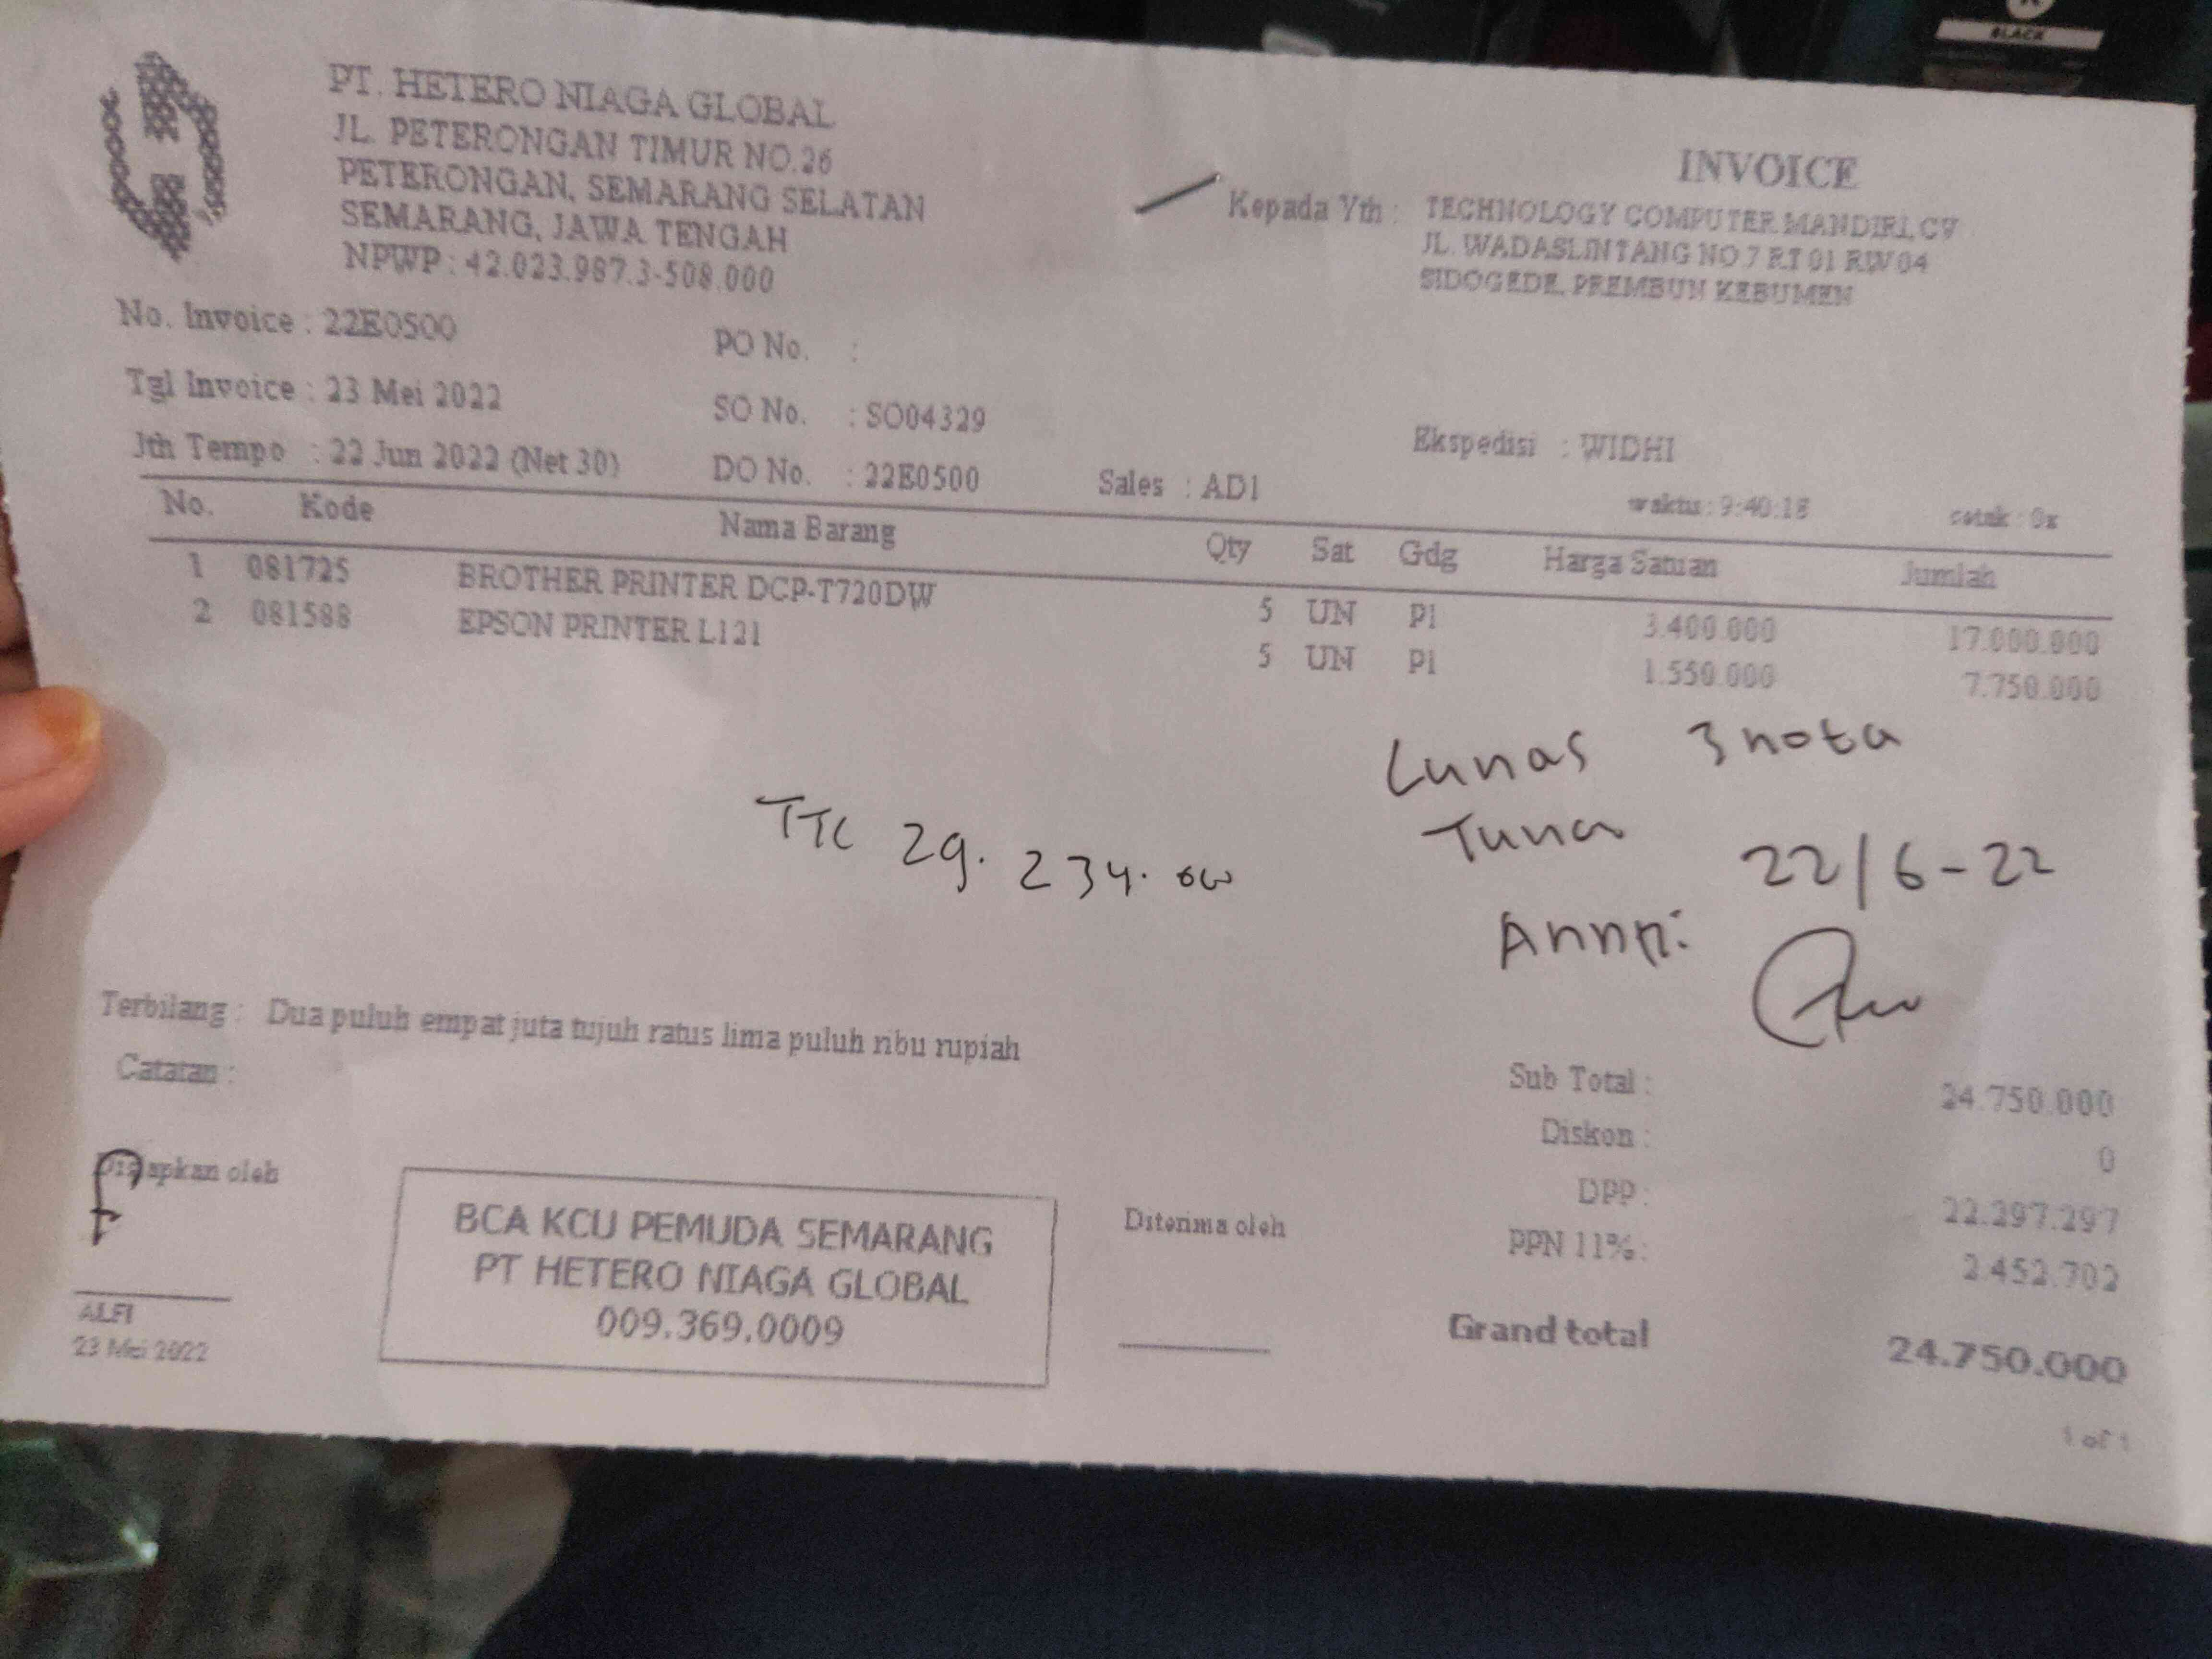 PT. HETERO NIAGA GLOBAL
JL. PETERONGAN TIMUR NO.26
PETERONGAN, SEMARANG SELATAN
SEMARANG, JAWA TENGAH
NPWP : 42.023.987.3-508.000
INVOICE
Kepada Yth : TECHNOLOGY COMPUTER MANDIRI, CV
JL. WADASLINTANG NO 7 RT 01 RW 04
SIDOGEDE, PREMBUN KEBUMEN
No. Invoice : 22E0500
PO No. :
Tgl Invoice : 23 Mei 2022
SO No. : SO04329
Jth Tempo : 22 Jun 2022 (Net 30)
DO No. : 22E0500
Sales : AD1
Ekspedisi : WIDHI
waktu : 9:40:18 cetak : 0x
No. Kode Nama Barang Qty Sat Gdg Harga Satuan Jumlah
1 081725 BROTHER PRINTER DCP-T720DW 5 UN P1 3.400.000 17.000.000
2 081588 EPSON PRINTER L121 5 UN P1 1.550.000 7.750.000
Lunas 3 nota
Tunai
22/6-22
TTL 29.234.000
Terbilang : Dua puluh empat juta tujuh ratus lima puluh ribu rupiah
Catatan :
Sub Total : 24.750.000
Diskon : 0
DPP : 22.297.297
PPN 11% : 2.452.702
Grand total 24.750.000
Disiapkan oleh
ALFI
23 Mei 2022
BCA KCU PEMUDA SEMARANG
PT HETERO NIAGA GLOBAL
009.369.0009
Diterima oleh
1 of 1
BLACK